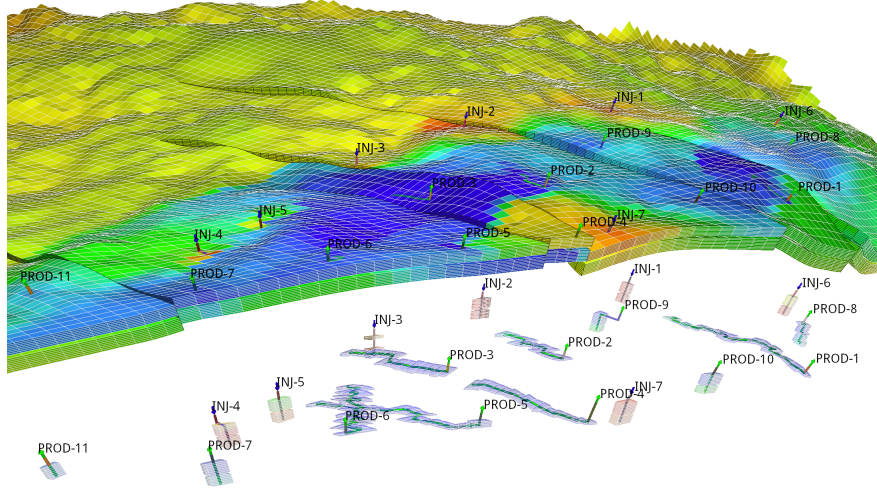 INJ-1
INJ-2
INJ-6
PROD-9
PROD-8
INJ-3
PROD-2
PROD-3
PROD-10
PROD-1
INJ-5
INJ-7
PROD-4
INJ-4
PROD-5
PROD-6
PROD-7
PROD-11
INJ-1
INJ-2
INJ-6
PROD-9
PROD-8
INJ-3
PROD-2
PROD-3
PROD-10
PROD-1
INJ-5
INJ-7
PROD-4
INJ-4
PROD-5
PROD-6
PROD-7
PROD-11